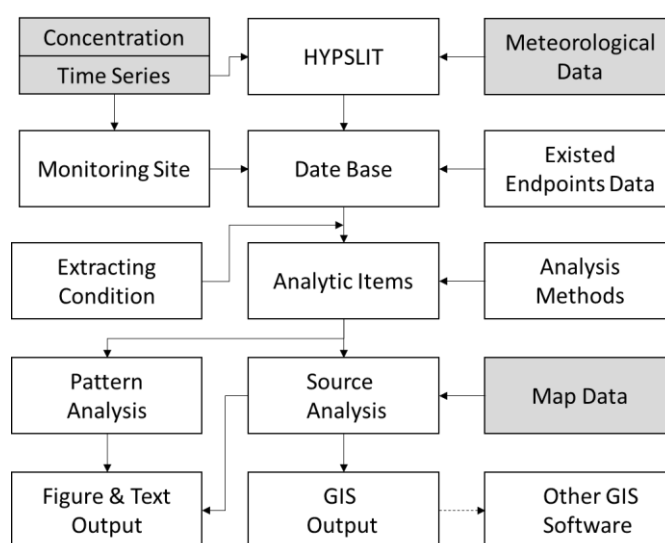 Concentration
Time Series
HYPSLIT
Meteorological
Data
Monitoring Site
Date Base
Existed
Endpoints Data
Extracting
Condition
Analytic Items
Analysis
Methods
Pattern
Analysis
Source
Analysis
Map Data
Figure & Text
Output
GIS
Output
Other GIS
Software